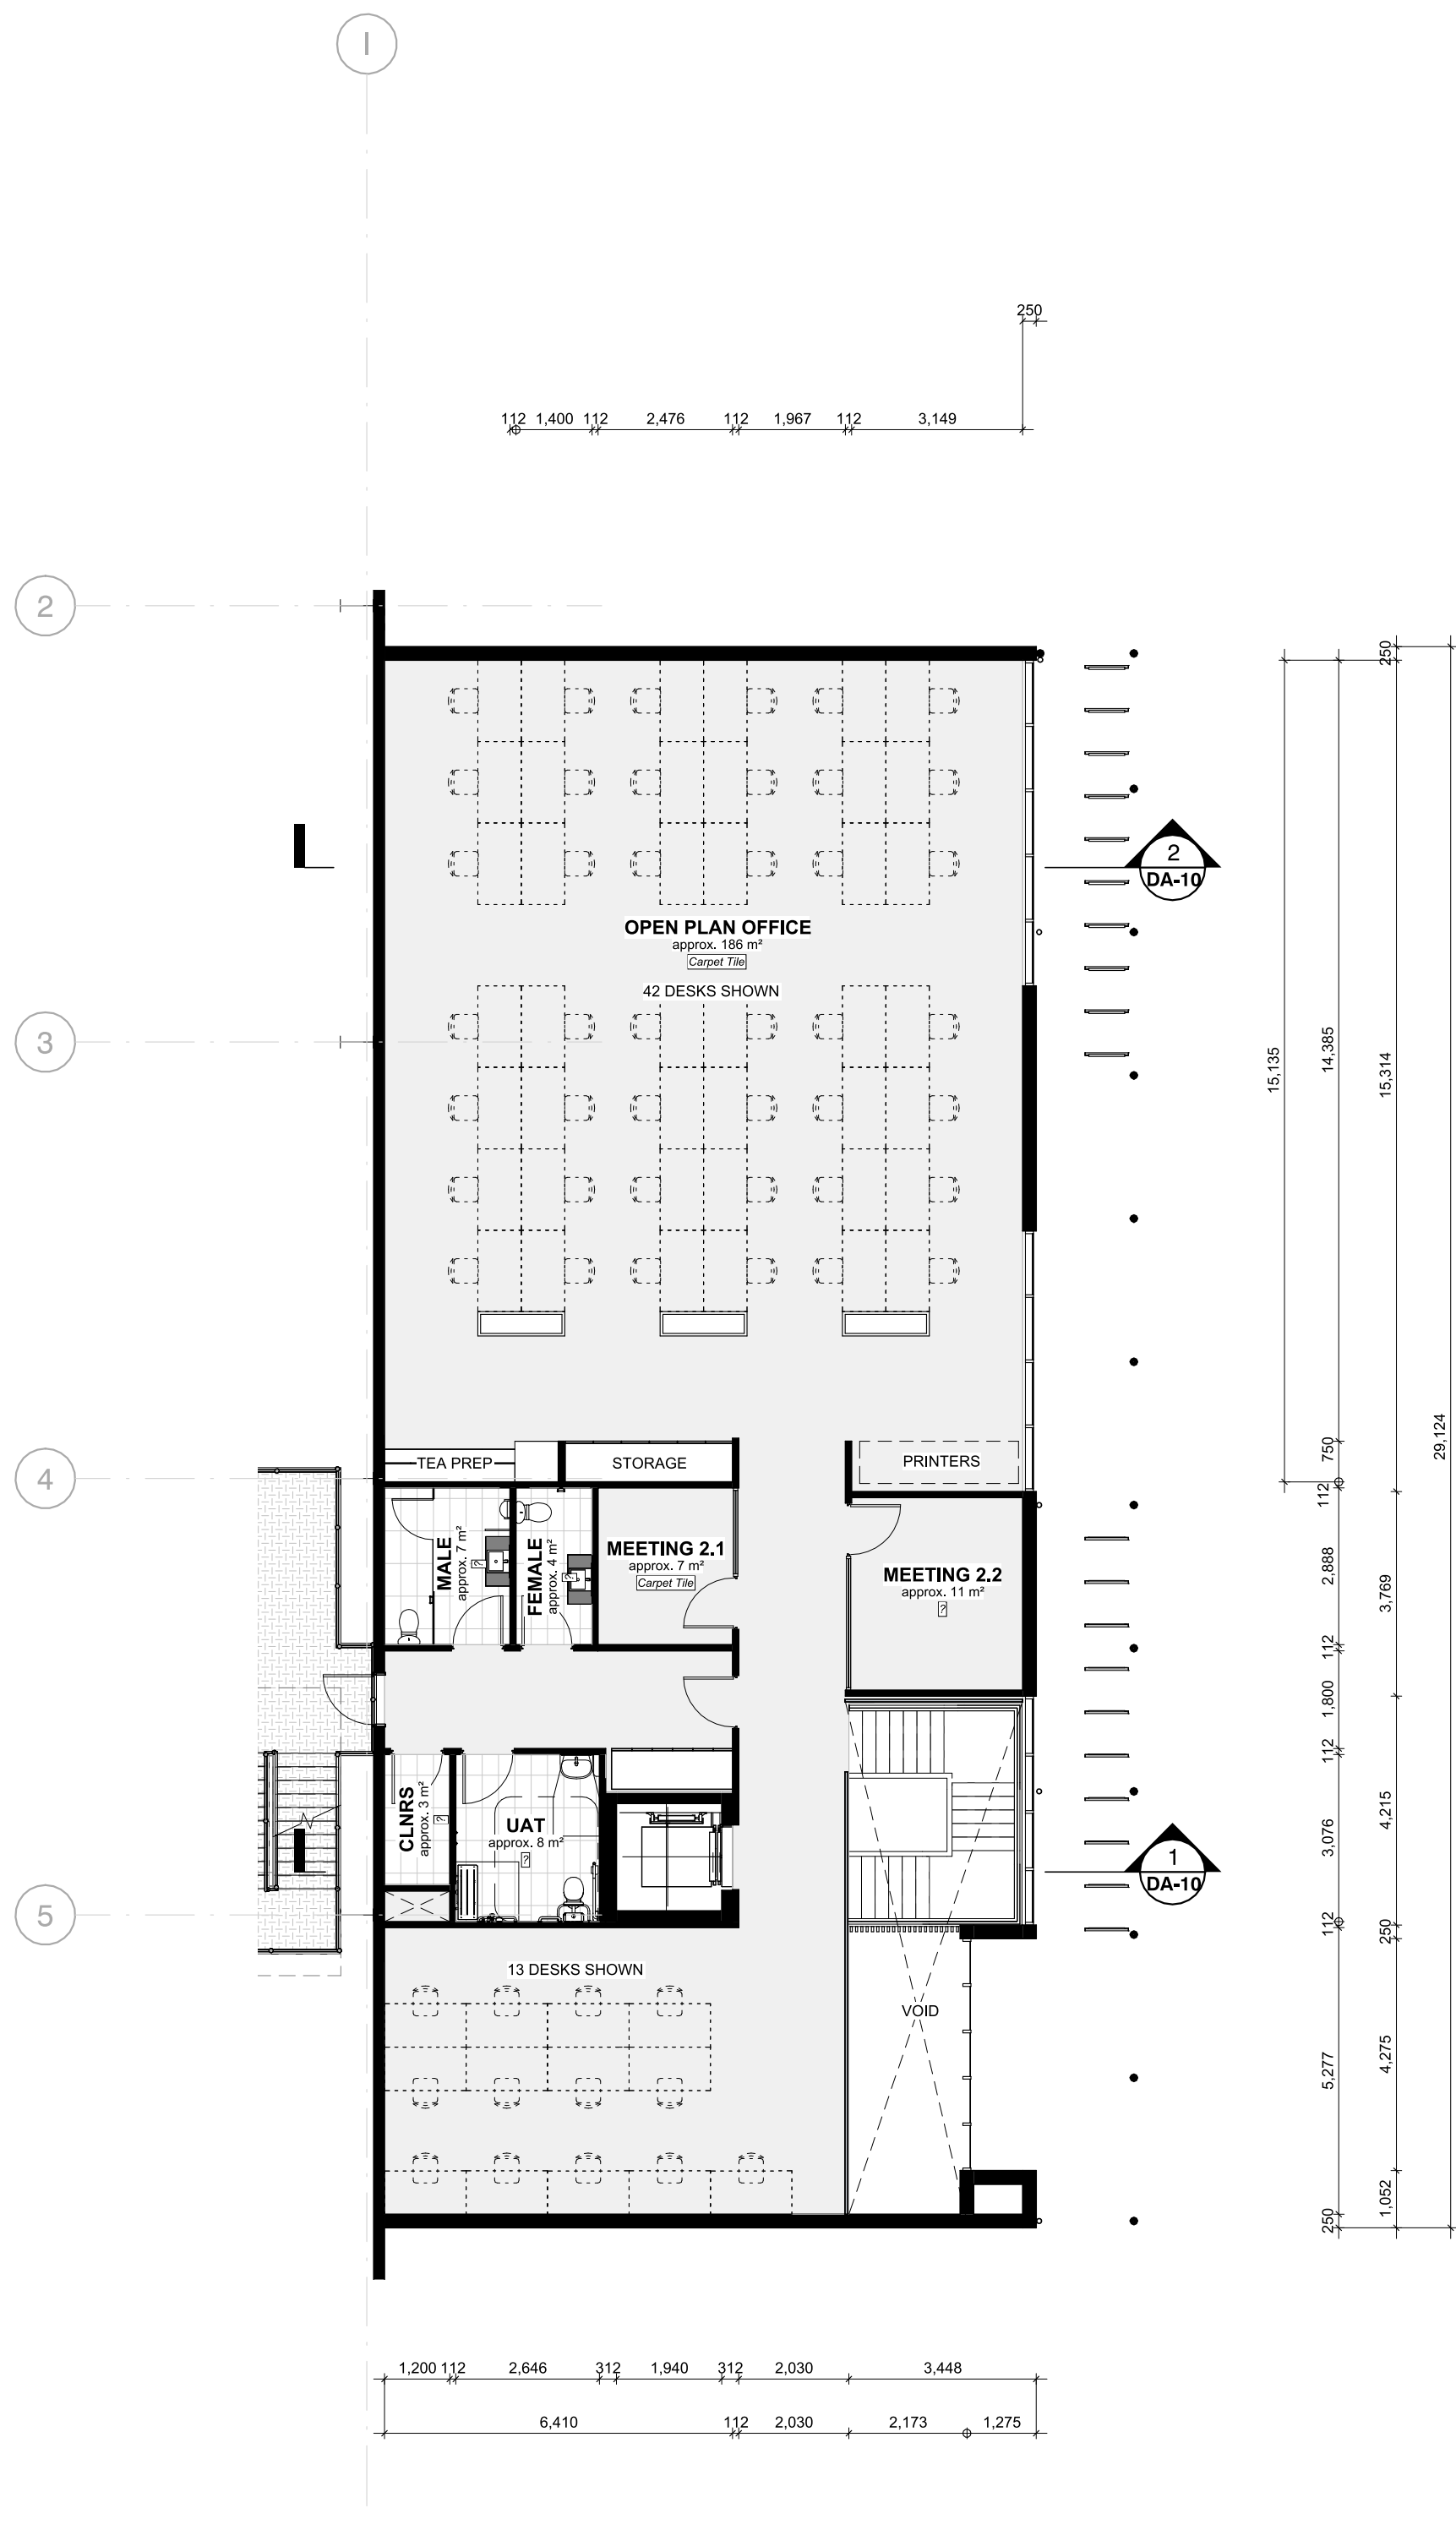 1
250
112 1,400 112 2,476 112 1,967 112 3,149
2
250
2
DA-10
OPEN PLAN OFFICE
approx. 186 m²
Carpet Tile
42 DESKS SHOWN
3
15,135
14,385
15,314
29,124
TEA PREP
STORAGE
PRINTERS
750
4
112
MALE
approx. 7 m²
?
FEMALE
approx. 4 m²
?
MEETING 2.1
approx. 7 m²
Carpet Tile
MEETING 2.2
approx. 11 m²
?
2,888
3,769
112
1,800
112
CLNRS
approx. 3 m²
?
UAT
approx. 8 m²
?
3,076
4,215
1
DA-10
5
112
250
13 DESKS SHOWN
VOID
5,277
4,275
1,052
250
1,200 112 2,646 312 1,940 312 2,030 3,448
6,410 112 2,030 2,173 1,275